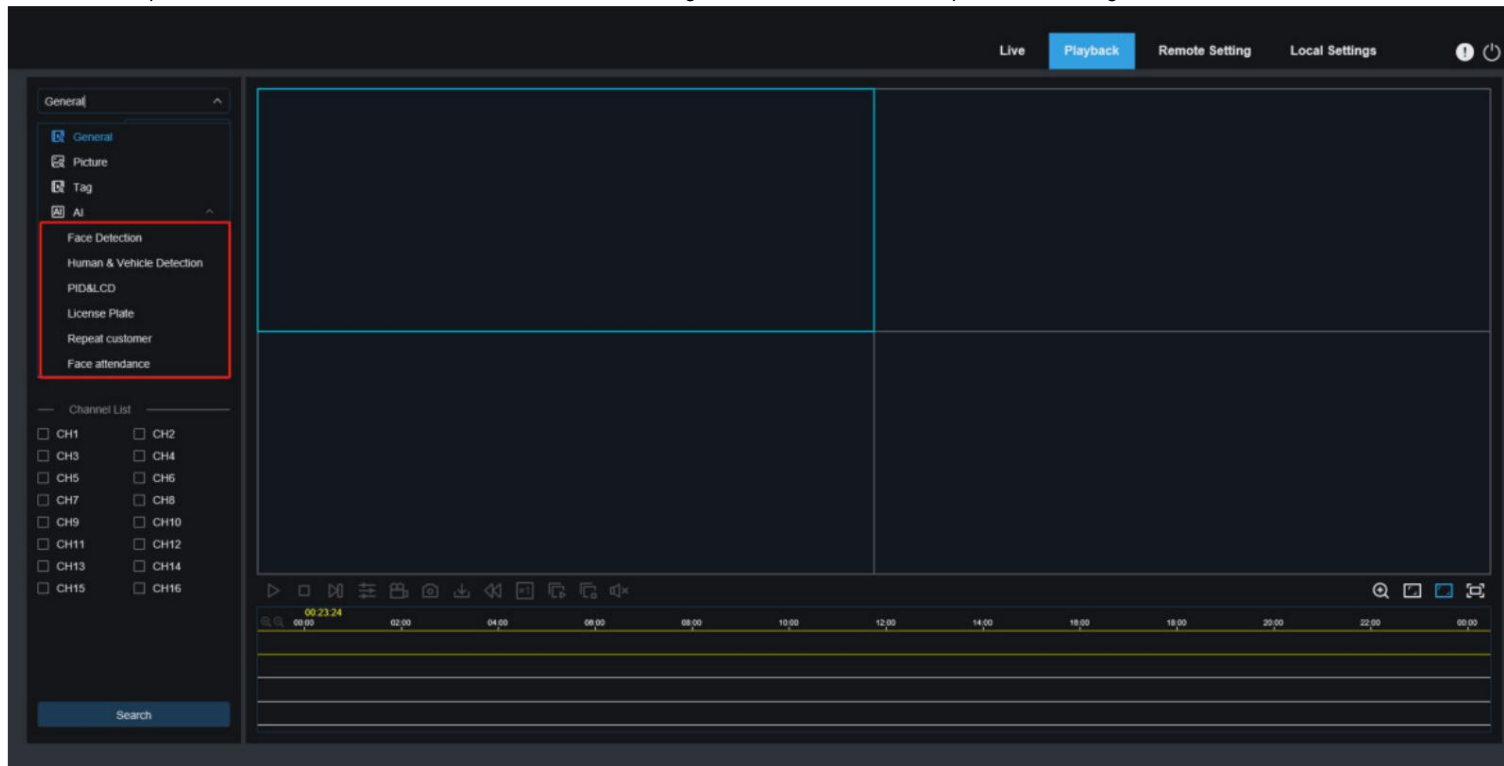 Live Playback Remote Setting Local Settings
General
General
Picture
Tag
AI AI
Face Detection
Human & Vehicle Detection
PID&LCD
License Plate
Repeat customer
Face attendance
Channel List
CH1 CH2
CH3 CH4
CH5 CH6
CH7 CH8
CH9 CH10
CH11 CH12
CH13 CH14
CH15 CH16
Search
00:23:24
00:00 02:00 04:00 06:00 08:00 10:00 12:00 14:00 16:00 18:00 20:00 22:00 00:00